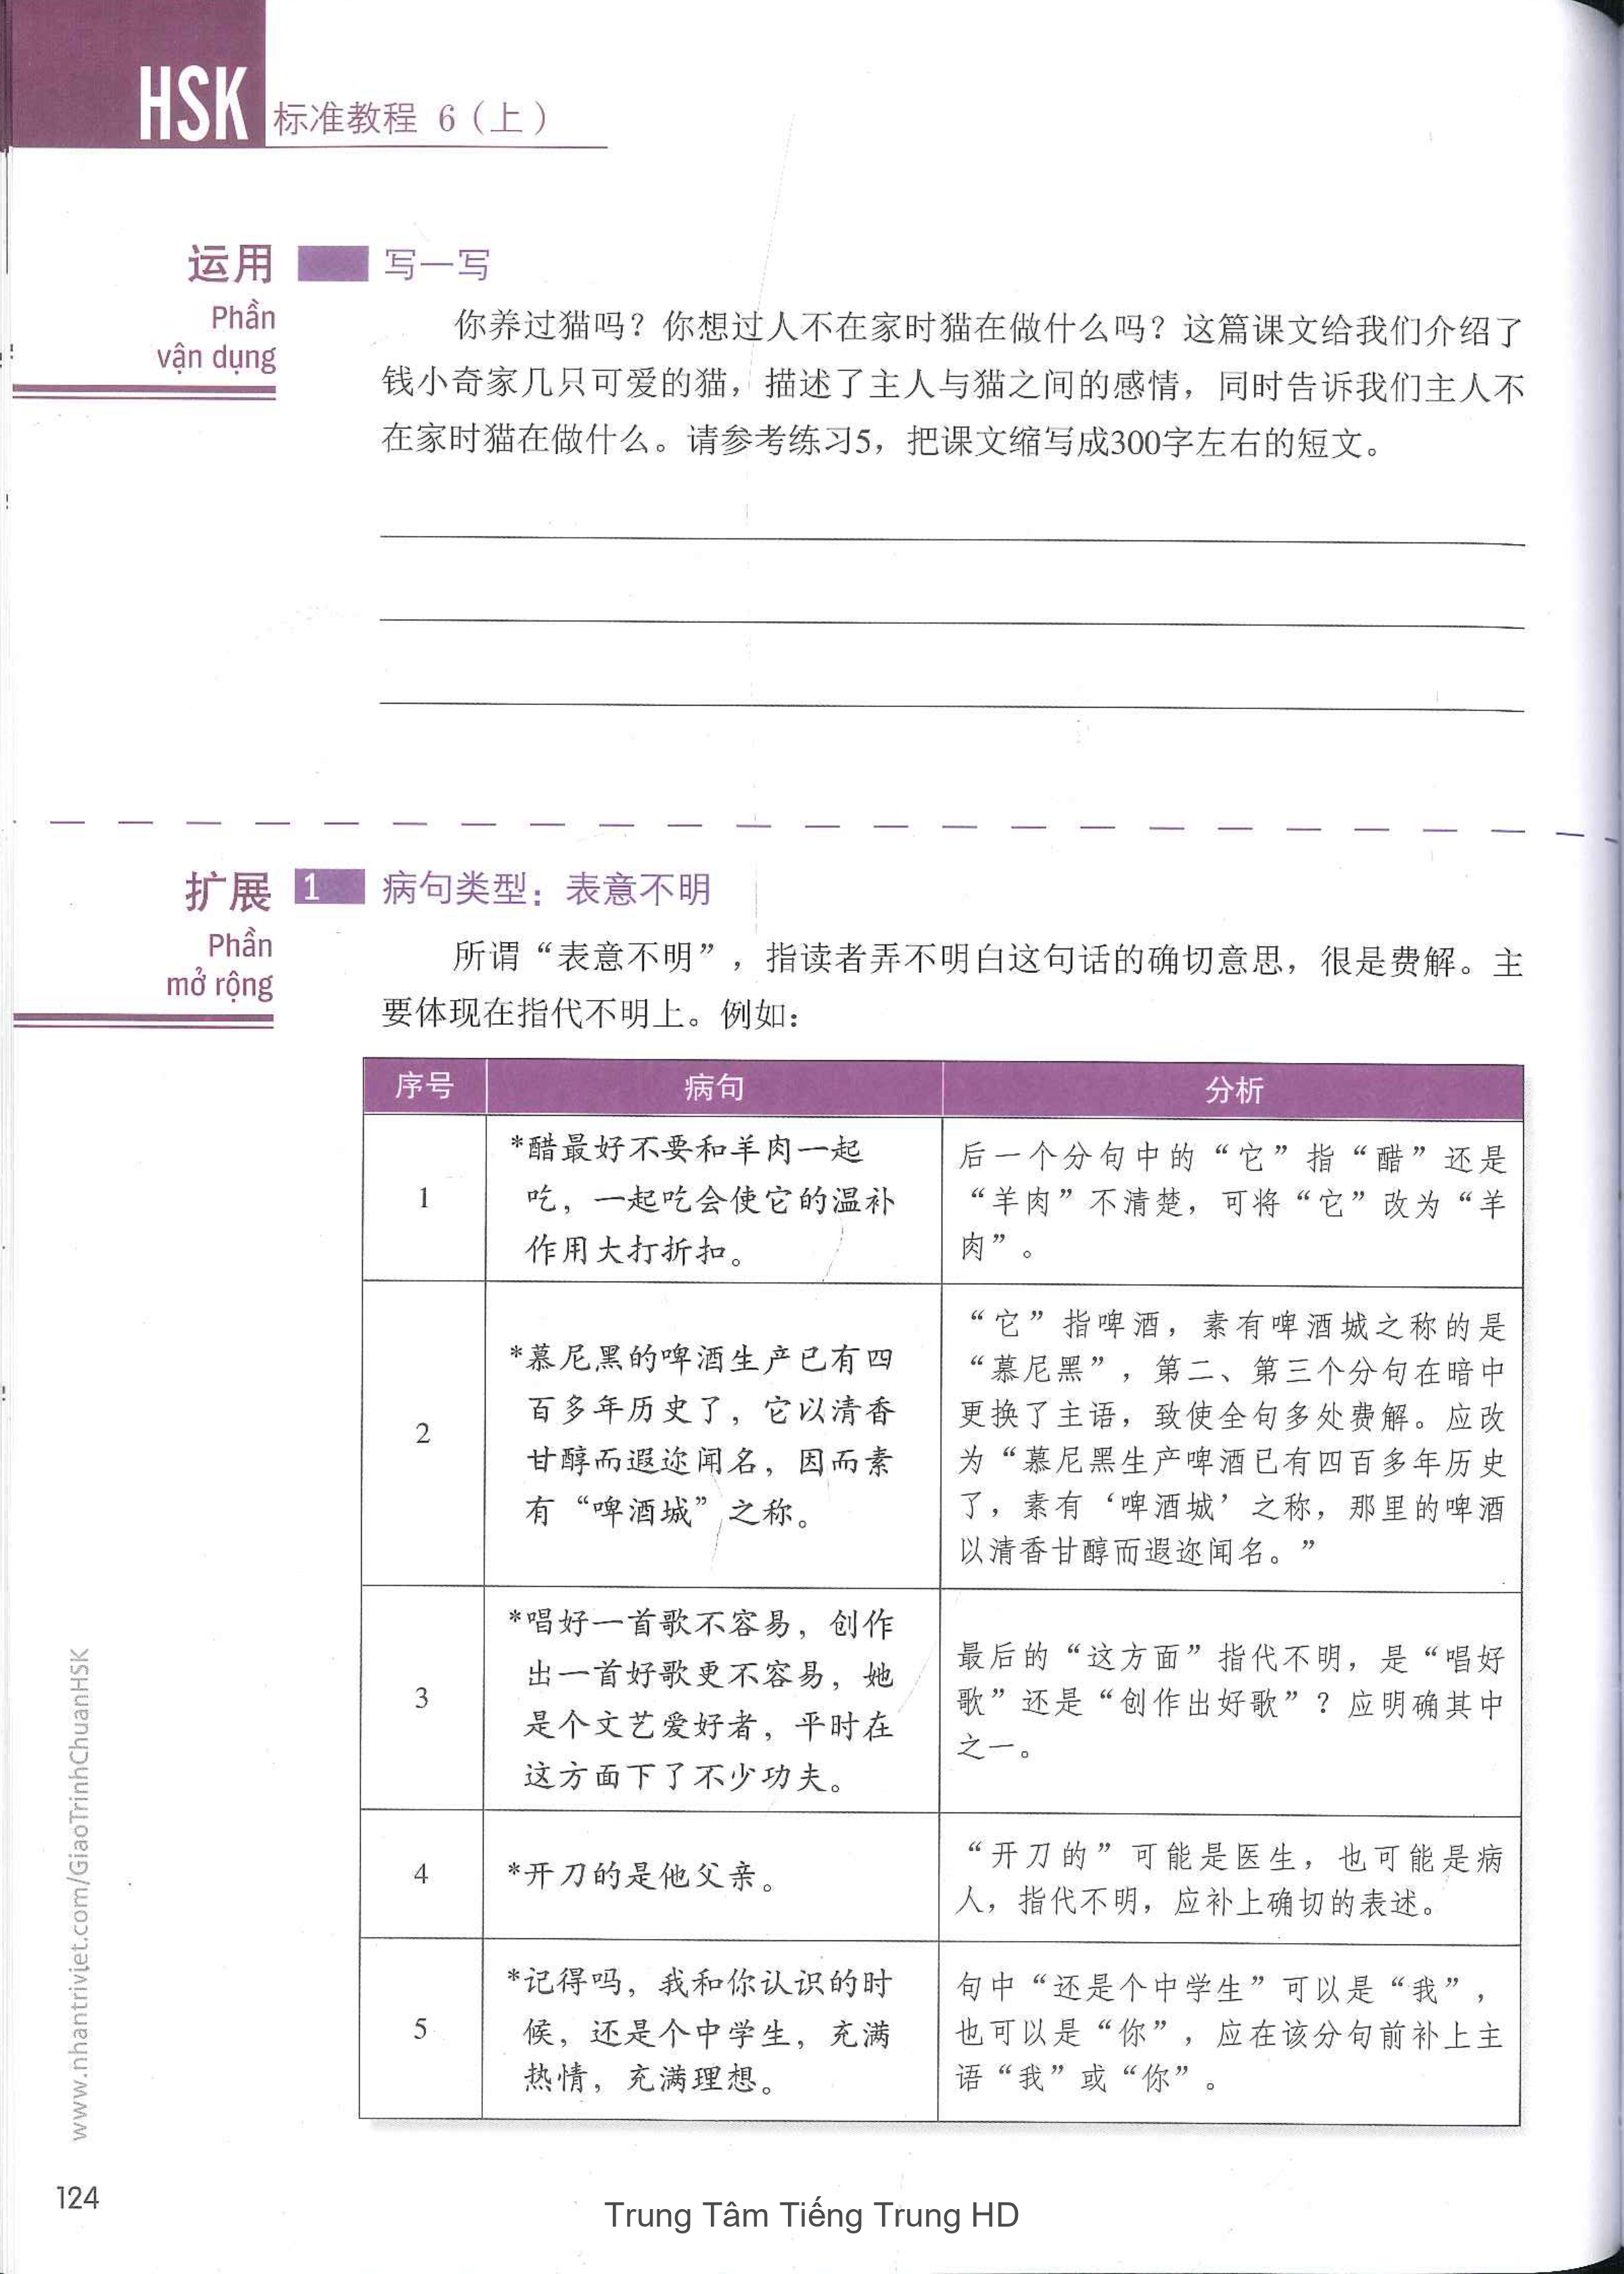 HSK 标准教程 6（上）
运用
Phần
vận dụng
写一写
你养过猫吗？你想过人不在家时猫在做什么吗？这篇课文给我们介绍了
钱小奇家几只可爱的猫，描述了主人与猫之间的感情，同时告诉我们主人不
在家时猫在做什么。请参考练习5，把课文缩写成300字左右的短文。
扩展
Phần
mở rộng
1 病句类型：表意不明
所谓“表意不明”，指读者弄不明白这句话的确切意思，很是费解。主
要体现在指代不明上。例如：
序号 病句 分析
1
*醋最好不要和羊肉一起
吃，一起吃会使它的温补
作用大打折扣。
后一个分句中的“它”指“醋”还是
“羊肉”不清楚，可将“它”改为“羊
肉”。
2
*慕尼黑的啤酒生产已有四
百多年历史了，它以清香
甘醇而遐迩闻名，因而素
有“啤酒城”之称。
“它”指啤酒，素有啤酒城之称的是
“慕尼黑”，第二、第三个分句在暗中
更换了主语，致使全句多处费解。应改
为“慕尼黑生产啤酒已有四百多年历史
了，素有‘啤酒城’之称，那里的啤酒
以清香甘醇而遐迩闻名。”
3
*唱好一首歌不容易，创作
出一首好歌更不容易，她
是个文艺爱好者，平时在
这方面下了不少功夫。
最后的“这方面”指代不明，是“唱好
歌”还是“创作出好歌”？应明确其中
之一。
4
*开刀的是他父亲。
“开刀的”可能是医生，也可能是病
人，指代不明，应补上确切的表述。
5
*记得吗，我和你认识的时
候，还是个中学生，充满
热情，充满理想。
句中“还是个中学生”可以是“我”，
也可以是“你”，应在该分句前补上主
语“我”或“你”。
www.nhantriviet.com/GiaoTrinhChuanHSK
124
Trung Tâm Tiếng Trung HD